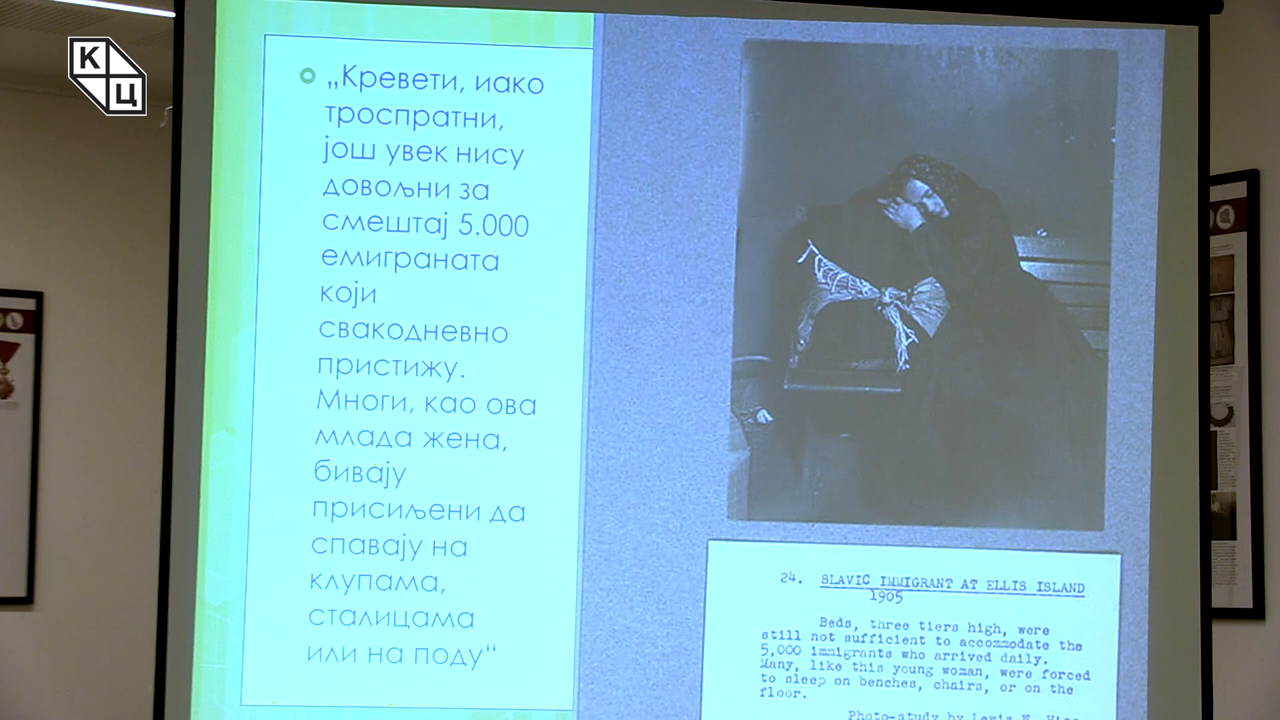 К
Ц
„Кревети, иако
троспратни,
још увек нису
довољни за
смештај 5.000
емиграната
који
свакодневно
пристижу.
Многи, као ова
млада жена,
бивају
присиљени да
спавају на
клупама,
сталицама
или на поду“
24. SLAVIC IMMIGRANT AT ELLIS ISLAND
1905
Beds, three tiers high, were
still not sufficient to accommodate the
5,000 immigrants who arrived daily.
Many, like this young woman, were forced
to sleep on benches, chairs, or on the
floor.
Photo-study by Lewis W.